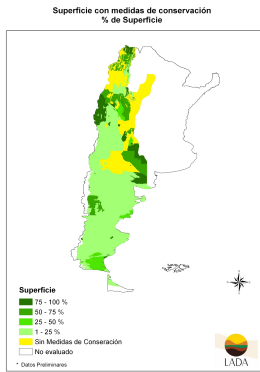 Superficie con medidas de conservación
% de Superficie
Superficie
75 - 100 %
50 - 75 %
25 - 50 %
1 - 25 %
Sin Medidas de Conseración
No evaluado
* Datos Preliminares
LADA